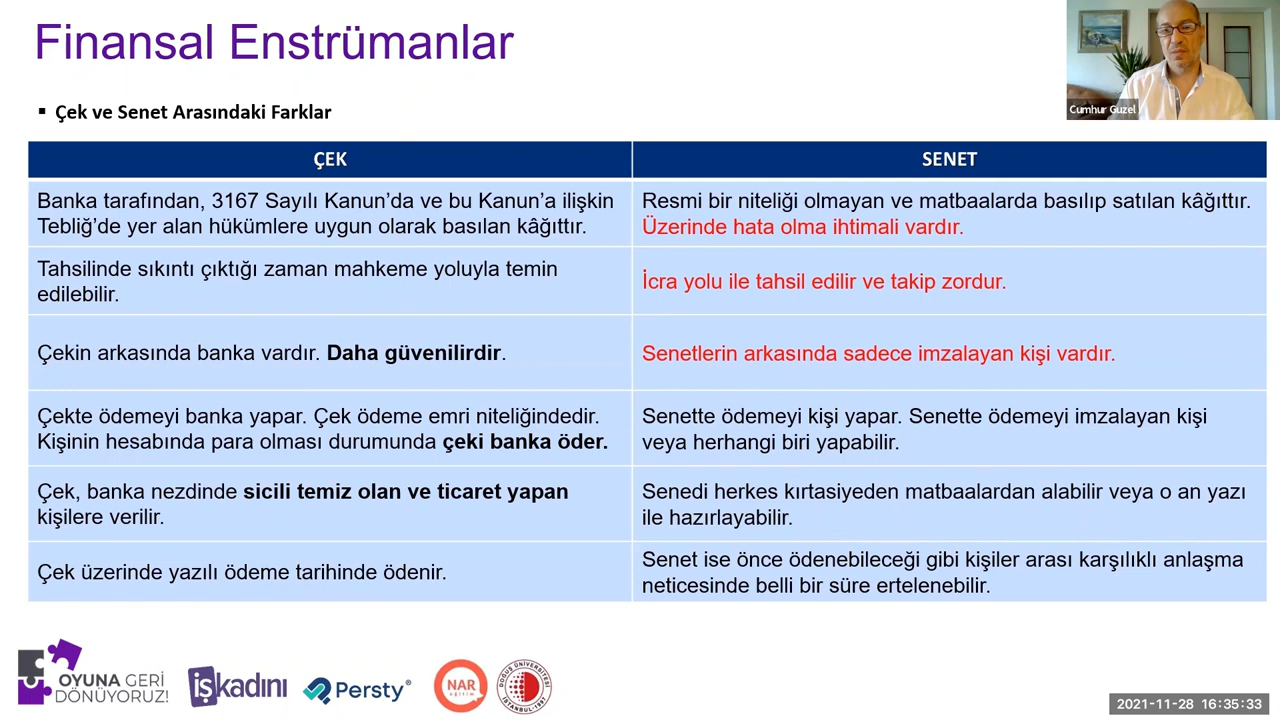 Finansal Enstrümanlar
Cumhur Guzel
▪ Çek ve Senet Arasındaki Farklar
ÇEK
SENET
Banka tarafından, 3167 Sayılı Kanun’da ve bu Kanun’a ilişkin
Tebliğ’de yer alan hükümlere uygun olarak basılan kâğıttır.
Resmi bir niteliği olmayan ve matbaalarda basılıp satılan kâğıttır.
Üzerinde hata olma ihtimali vardır.
Tahsilinde sıkıntı çıktığı zaman mahkeme yoluyla temin
edilebilir.
İcra yolu ile tahsil edilir ve takip zordur.
Çekin arkasında banka vardır. Daha güvenilirdir.
Senetlerin arkasında sadece imzalayan kişi vardır.
Çekte ödemeyi banka yapar. Çek ödeme emri niteliğindedir.
Kişinin hesabında para olması durumunda çeki banka öder.
Senette ödemeyi kişi yapar. Senette ödemeyi imzalayan kişi
veya herhangi biri yapabilir.
Çek, banka nezdinde sicili temiz olan ve ticaret yapan
kişilere verilir.
Senedi herkes kırtasiyeden matbaalardan alabilir veya o an yazı
ile hazırlayabilir.
Çek üzerinde yazılı ödeme tarihinde ödenir.
Senet ise önce ödenebileceği gibi kişiler arası karşılıklı anlaşma
neticesinde belli bir süre ertelenebilir.
OYUNA GERİ
DÖNÜYORUZ!
işkadını
Persty®
NAR
eğitim
DOĞUŞ ÜNİVERSİTESİ
İSTANBUL-1997
2021-11-28 16:35:33